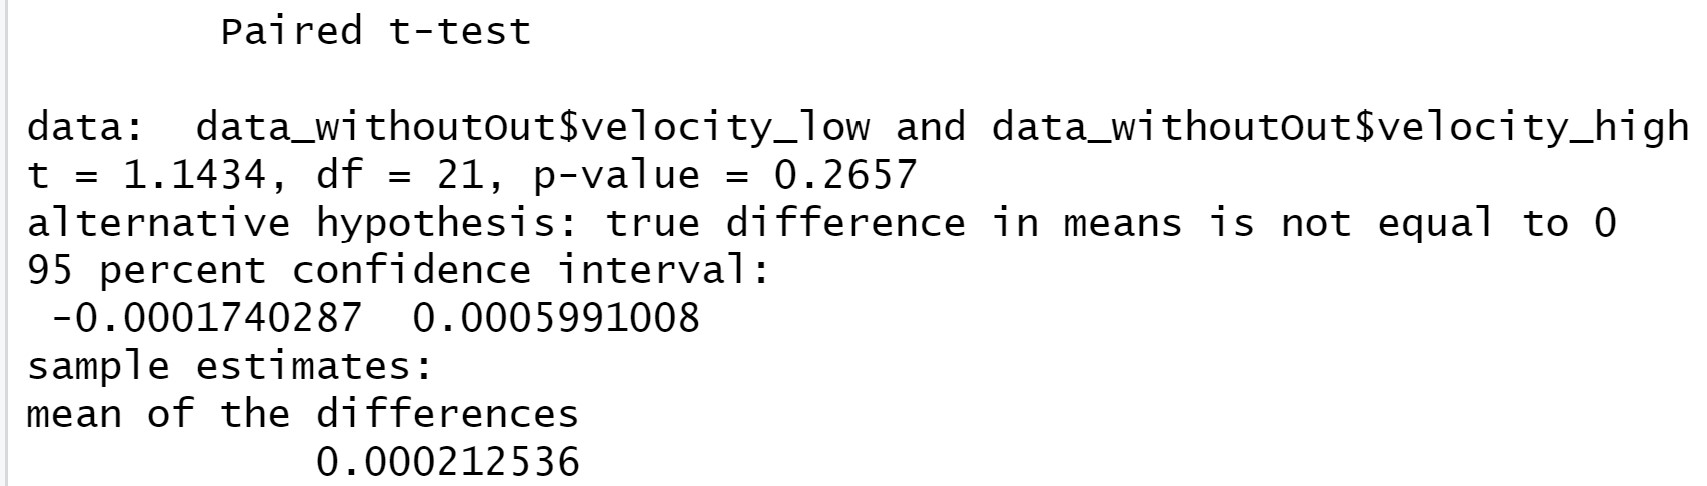 Paired t-test
data: data_withoutOut$velocity_low and data_withoutOut$velocity_high
t = 1.1434, df = 21, p-value = 0.2657
alternative hypothesis: true difference in means is not equal to 0
95 percent confidence interval:
-0.0001740287 0.0005991008
sample estimates:
mean of the differences
0.000212536